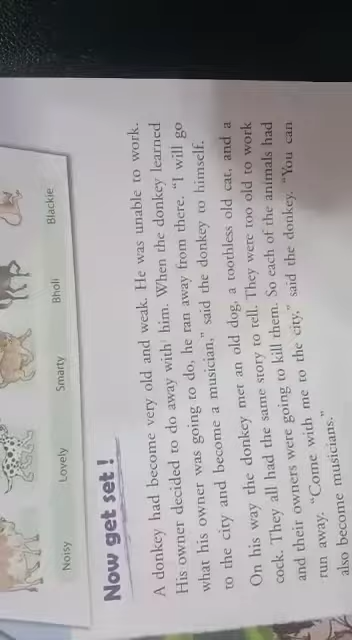 Noisy Lovely Smarty Bholi Blackie
Now get set!
A donkey had become very old and weak. He was unable to work.
His owner decided to do away with him. When the donkey learned
what his owner was going to do, he ran away from there. “I will go
to the city and become a musician,” said the donkey to himself.
On his way the donkey met an old dog, a toothless old cat, and a
cock. They all had the same story to tell. They were too old to work
and their owners were going to kill them. So each of the animals had
run away. “Come with me to the city,” said the donkey. “You can
also become musicians.”